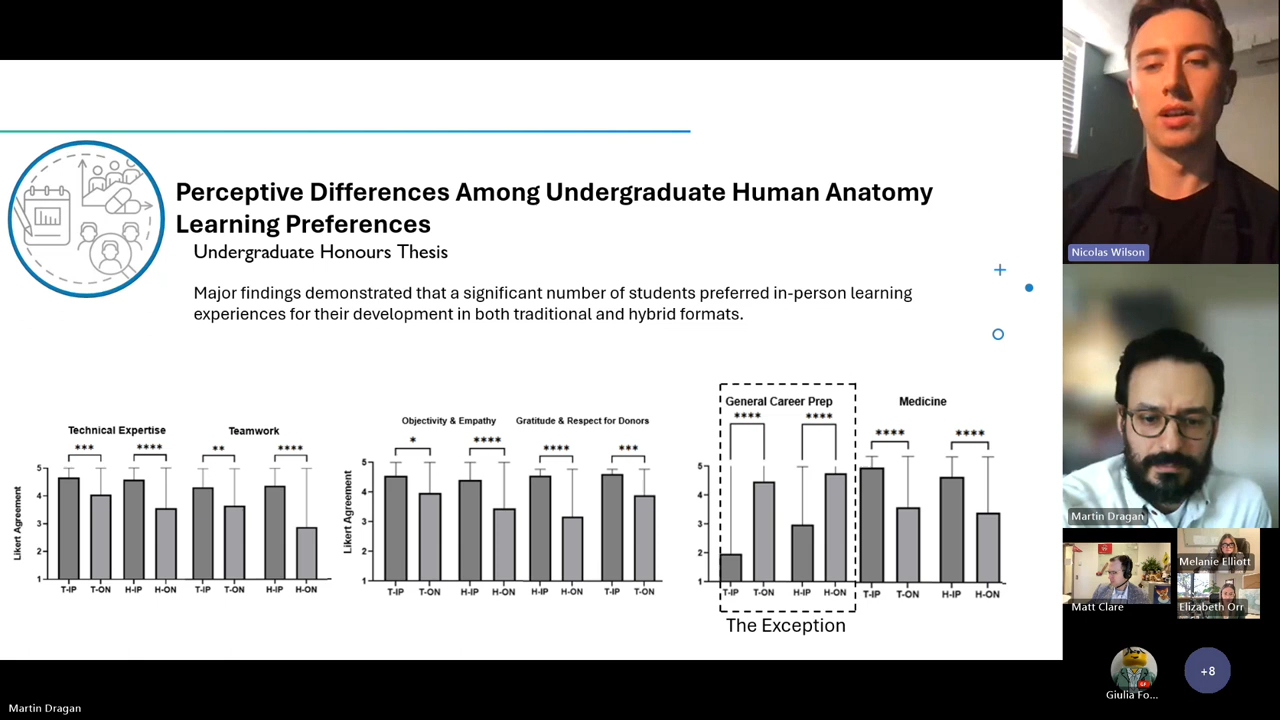 Perceptive Differences Among Undergraduate Human Anatomy
Learning Preferences
Undergraduate Honours Thesis
Major findings demonstrated that a significant number of students preferred in-person learning
experiences for their development in both traditional and hybrid formats.
Technical Expertise
Teamwork
*** **** ** ****
Likert Agreement
5
4
3
2
1
T-IP T-ON H-IP H-ON T-IP T-ON H-IP H-ON
Objectivity & Empathy
Gratitude & Respect for Donors
* **** **** ***
Likert Agreement
5
4
3
2
1
T-IP T-ON H-IP H-ON H-IP H-ON T-IP T-ON
General Career Prep
Medicine
**** **** **** ****
5
4
3
2
1
T-IP T-ON H-IP H-ON T-IP T-ON H-IP H-ON
The Exception
Nicolas Wilson
Martin Dragan
Matt Clare
Melanie Elliott
Elizabeth Orr
Giulia Fo...
GF
+8
Martin Dragan